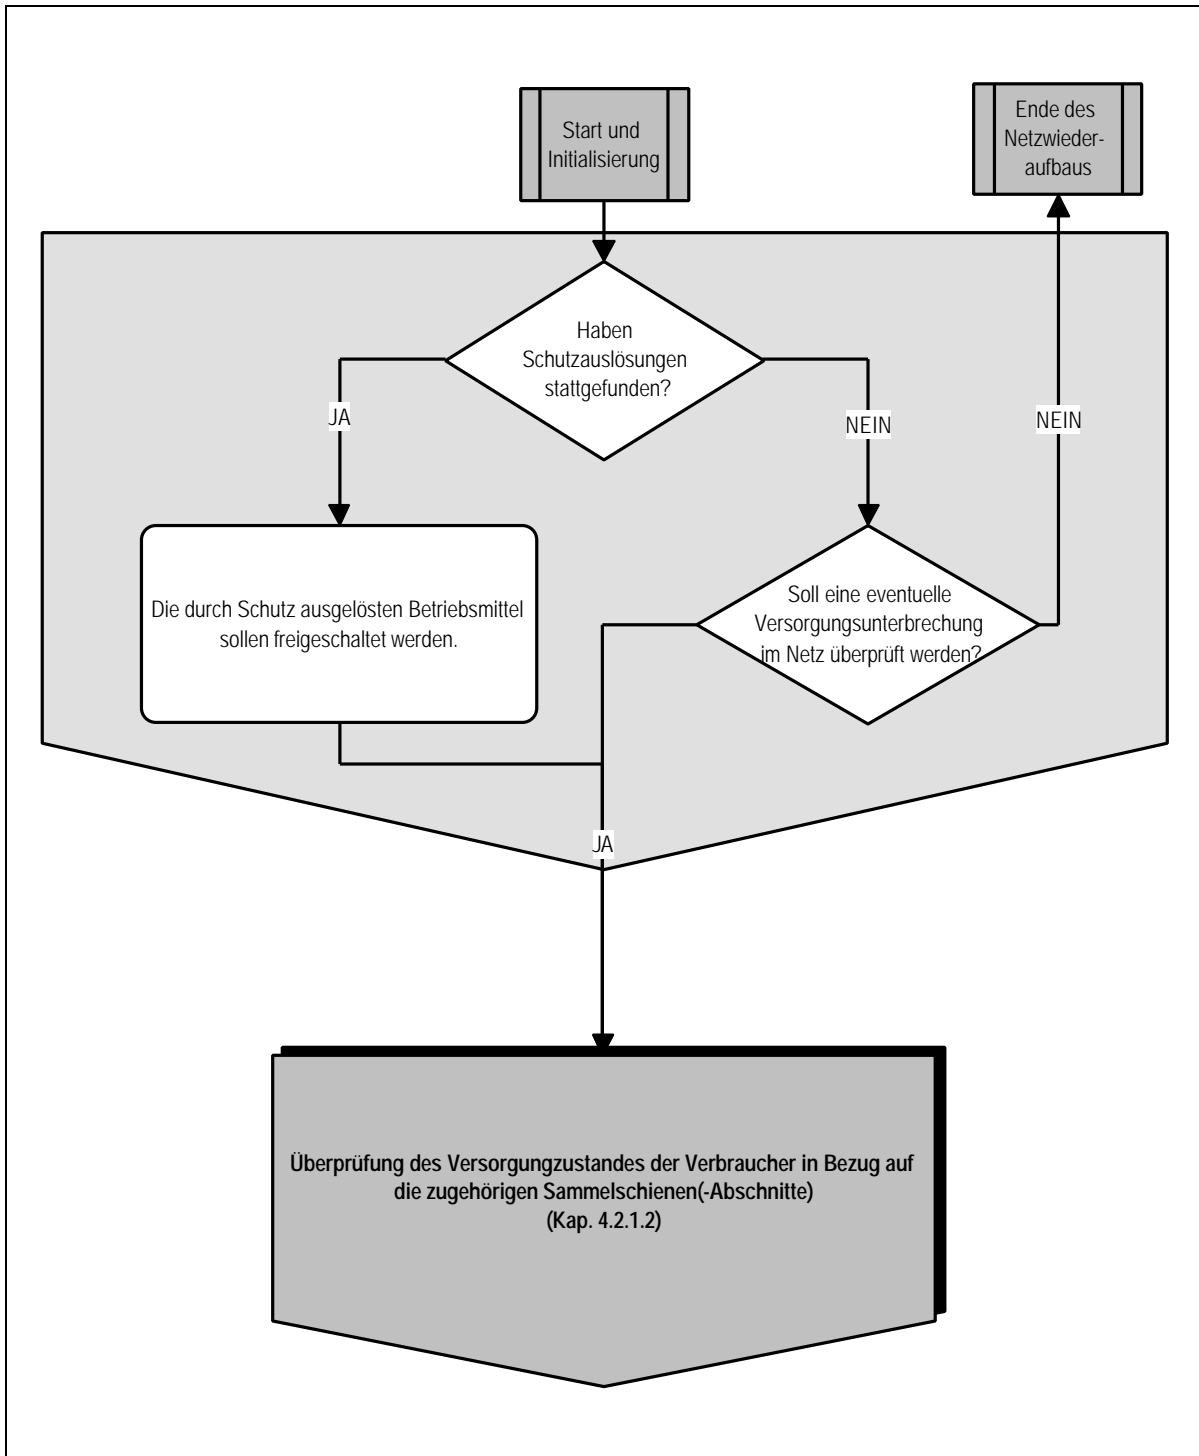 Start und
Initialisierung
Ende des
Netzwieder-
aufbaus
Haben
Schutzauslösungen
stattgefunden?
JA
NEIN
NEIN
Die durch Schutz ausgelösten Betriebsmittel
sollen freigeschaltet werden.
Soll eine eventuelle
Versorgungsunterbrechung
im Netz überprüft werden?
JA
Überprüfung des Versorgungzustandes der Verbraucher in Bezug auf
die zugehörigen Sammelschienen(-Abschnitte)
(Kap. 4.2.1.2)